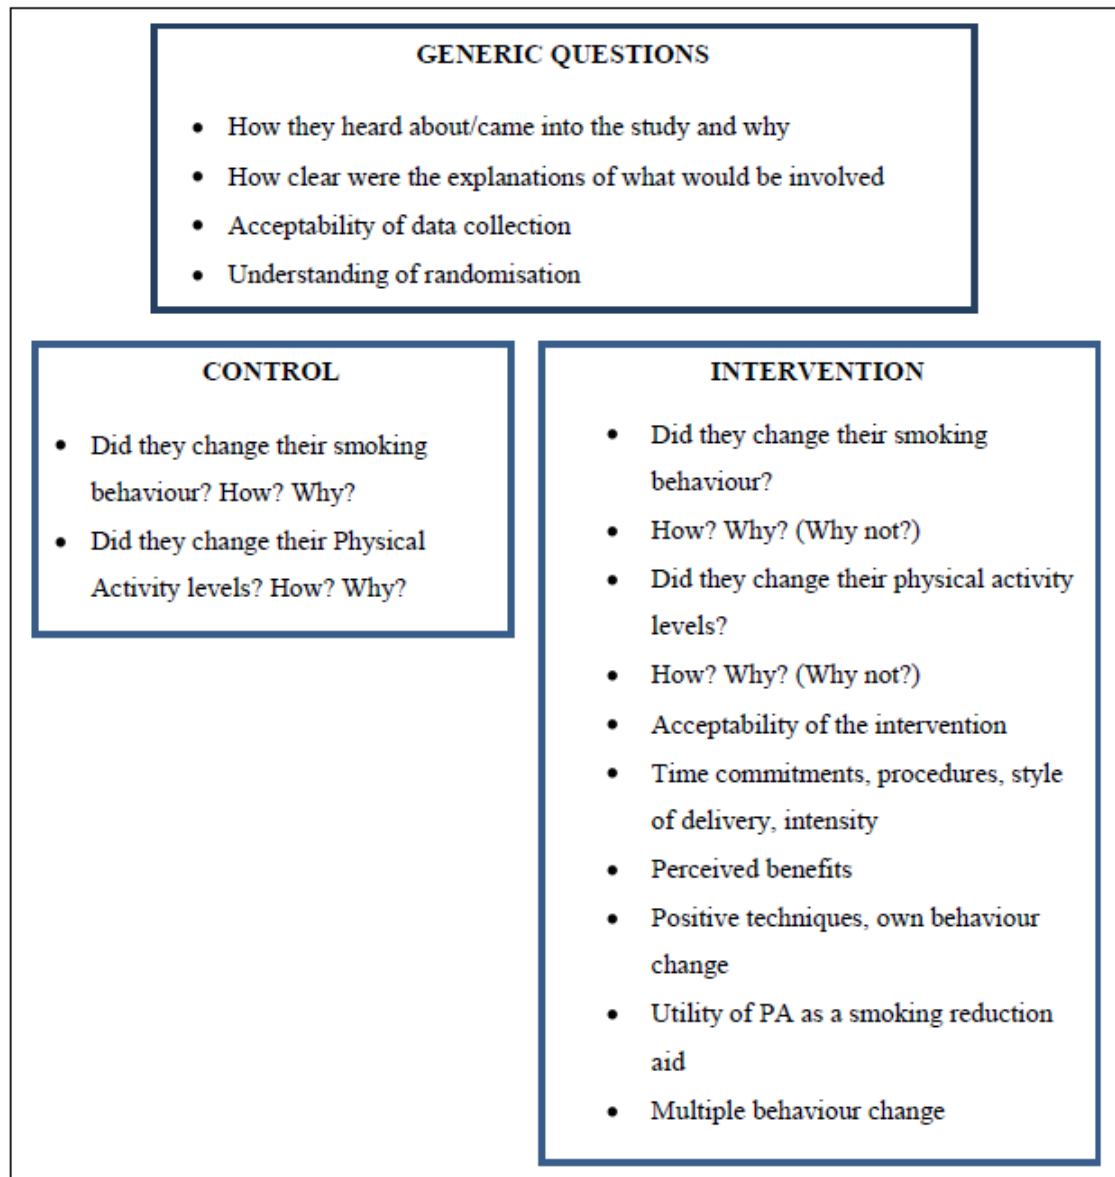 GENERIC QUESTIONS
• How they heard about/came into the study and why
• How clear were the explanations of what would be involved
• Acceptability of data collection
• Understanding of randomisation
CONTROL
• Did they change their smoking
behaviour? How? Why?
• Did they change their Physical
Activity levels? How? Why?
INTERVENTION
• Did they change their smoking
behaviour?
• How? Why? (Why not?)
• Did they change their physical activity
levels?
• How? Why? (Why not?)
• Acceptability of the intervention
• Time commitments, procedures, style
of delivery, intensity
• Perceived benefits
• Positive techniques, own behaviour
change
• Utility of PA as a smoking reduction
aid
• Multiple behaviour change